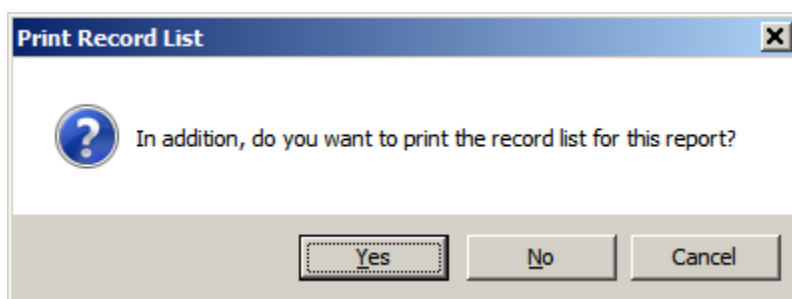 Print Record List
In addition, do you want to print the record list for this report?
Yes No Cancel